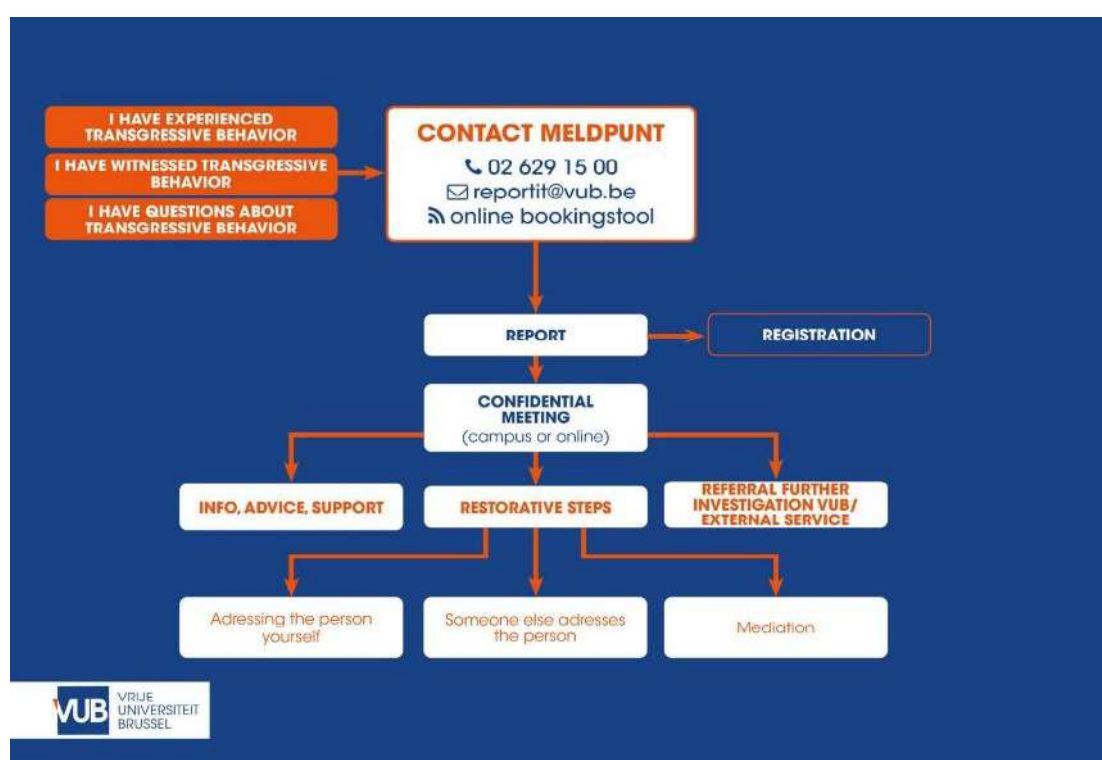 I HAVE EXPERIENCED
TRANSGRESSIVE BEHAVIOR
I HAVE WITNESSED TRANSGRESSIVE
BEHAVIOR
I HAVE QUESTIONS ABOUT
TRANSGRESSIVE BEHAVIOR
CONTACT MELDPUNT
02 629 15 00
reportit@vub.be
online bookingstool
REPORT
REGISTRATION
CONFIDENTIAL
MEETING
(campus or online)
INFO, ADVICE, SUPPORT
RESTORATIVE STEPS
REFERRAL FURTHER
INVESTIGATION VUB/
EXTERNAL SERVICE
Adressing the person
yourself
Someone else adresses
the person
Mediation
VUB
VRIJE
UNIVERSITEIT
BRUSSEL